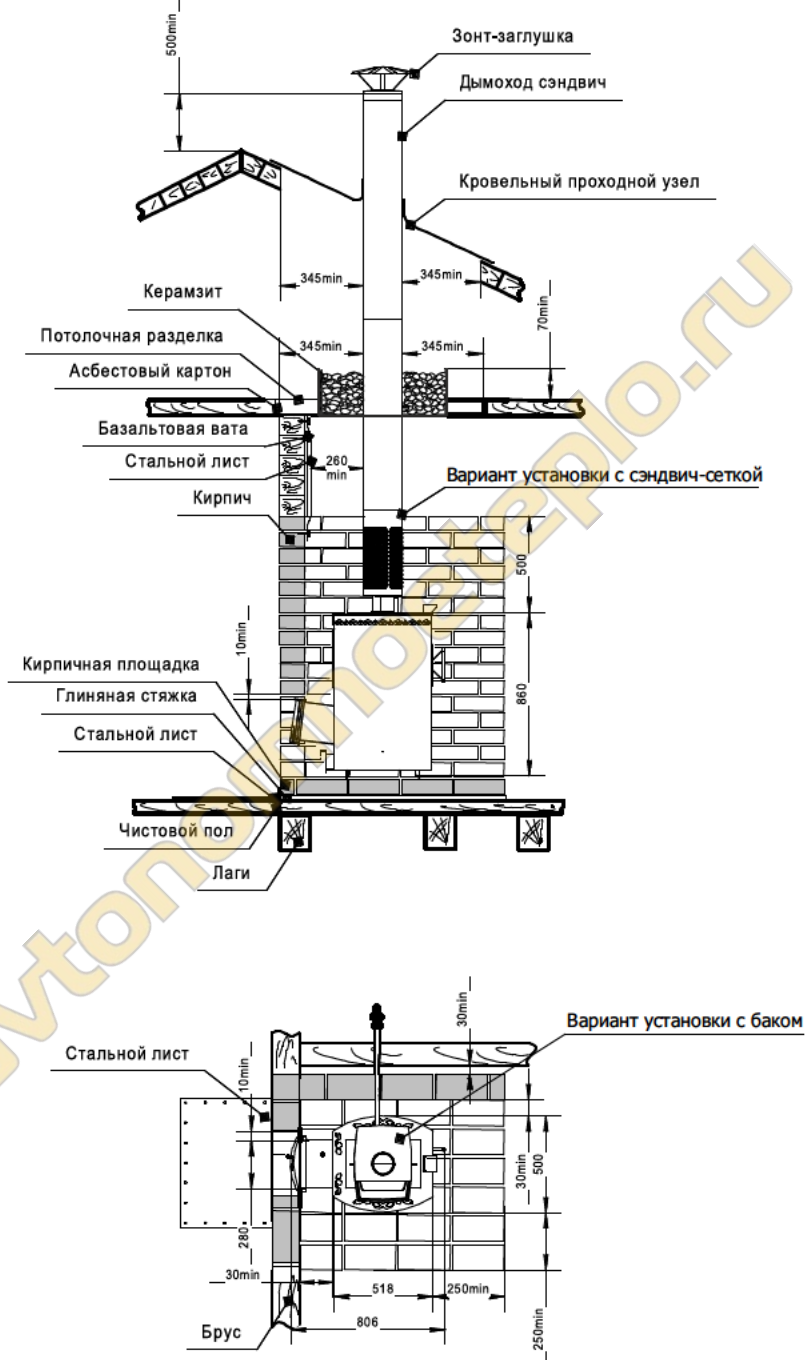 500min
Зонт-заглушка
Дымоход сэндвич
Кровельный проходной узел
345min
345min
Керамзит
70min
Потолочная разделка
345min
345min
Асбестовый картон
Базальтовая вата
Стальной лист
260
min
Вариант установки с сэндвич-сеткой
Кирпич
500
10min
Кирпичная площадка
860
Глиняная стяжка
Стальной лист
Чистовой пол
Лаги
Вариант установки с баком
30min
Стальной лист
10min
30min
500
280
30min
518
250min
806
250min
Брус
avtonomnoeteplo.ru